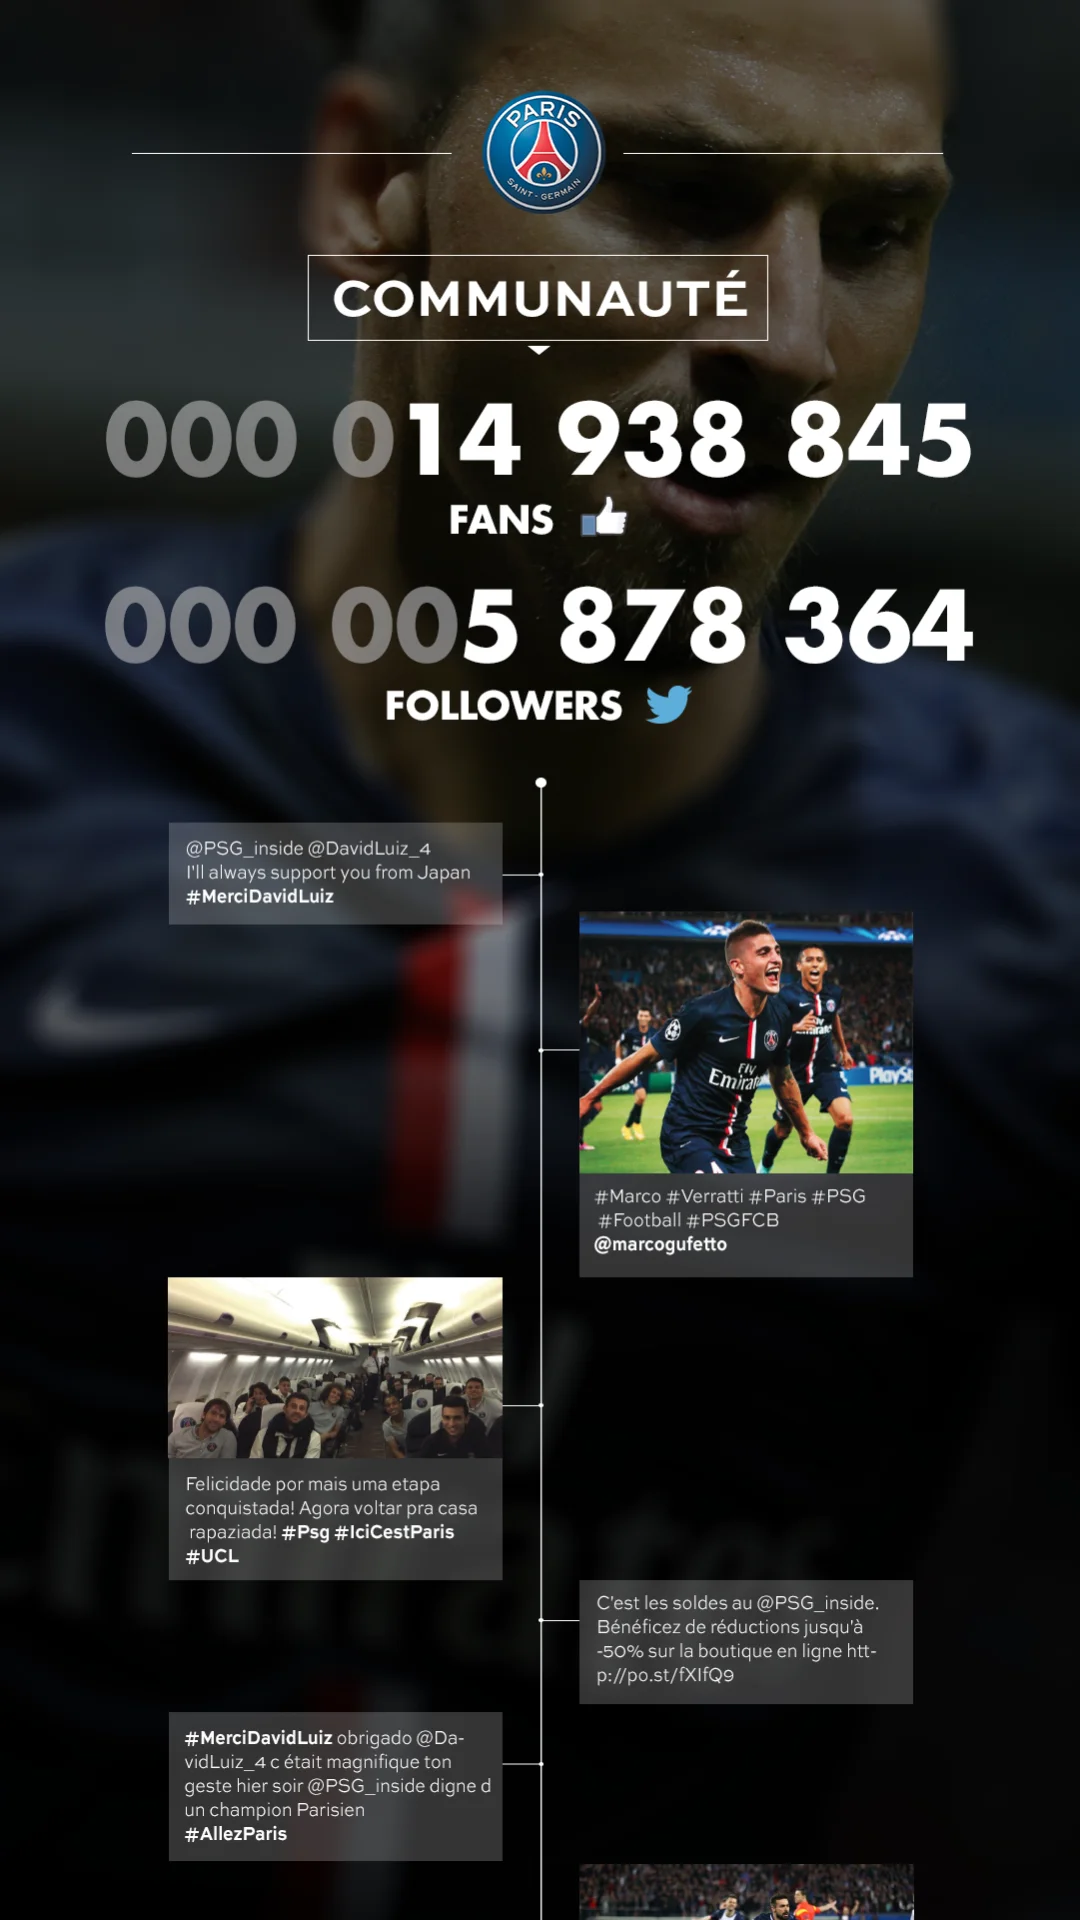 PARIS
SAINT-GERMAIN
COMMUNAUTÉ
000 014 938 845
FANS
000 005 878 364
FOLLOWERS
@PSG_inside @DavidLuiz_4
I'll always support you from Japan
#MerciDavidLuiz
Fly
Emirates
PlaySt
#Marco #Verratti #Paris #PSG
#Football #PSGFCB
@marcogufetto
Felicidade por mais uma etapa
conquistada! Agora voltar pra casa
rapaziada! #Psg #IciCestParis
#UCL
C'est les soldes au @PSG_inside.
Bénéficez de réductions jusqu'à
-50% sur la boutique en ligne htt-
p://po.st/fXIfQ9
#MerciDavidLuiz obrigado @Da-
vidLuiz_4 c était magnifique ton
geste hier soir @PSG_inside digne d
un champion Parisien
#AllezParis